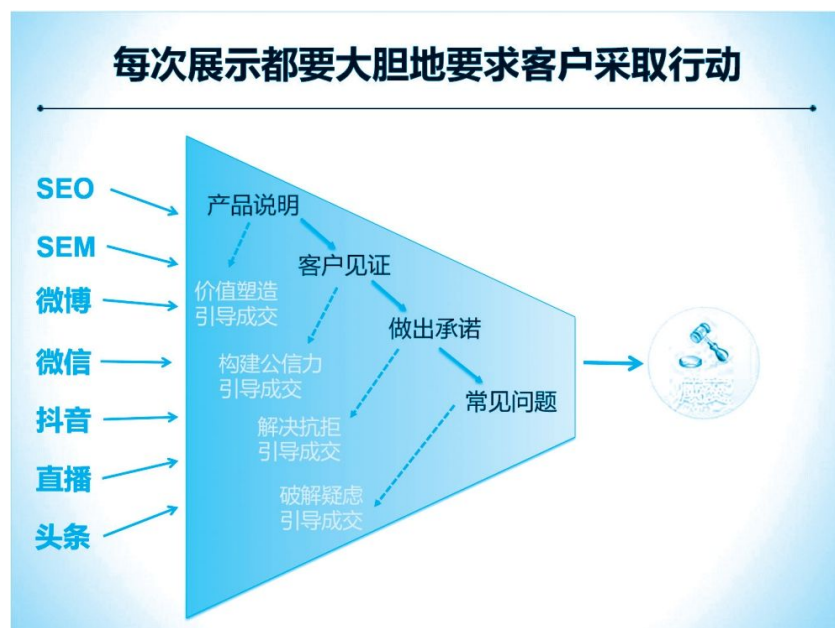 每次展示都要大胆地要求客户采取行动
SEO
SEM
微博
微信
抖音
直播
头条
产品说明
价值塑造
引导成交
客户见证
构建公信力
引导成交
做出承诺
解决抗拒
引导成交
常见问题
破解疑虑
引导成交